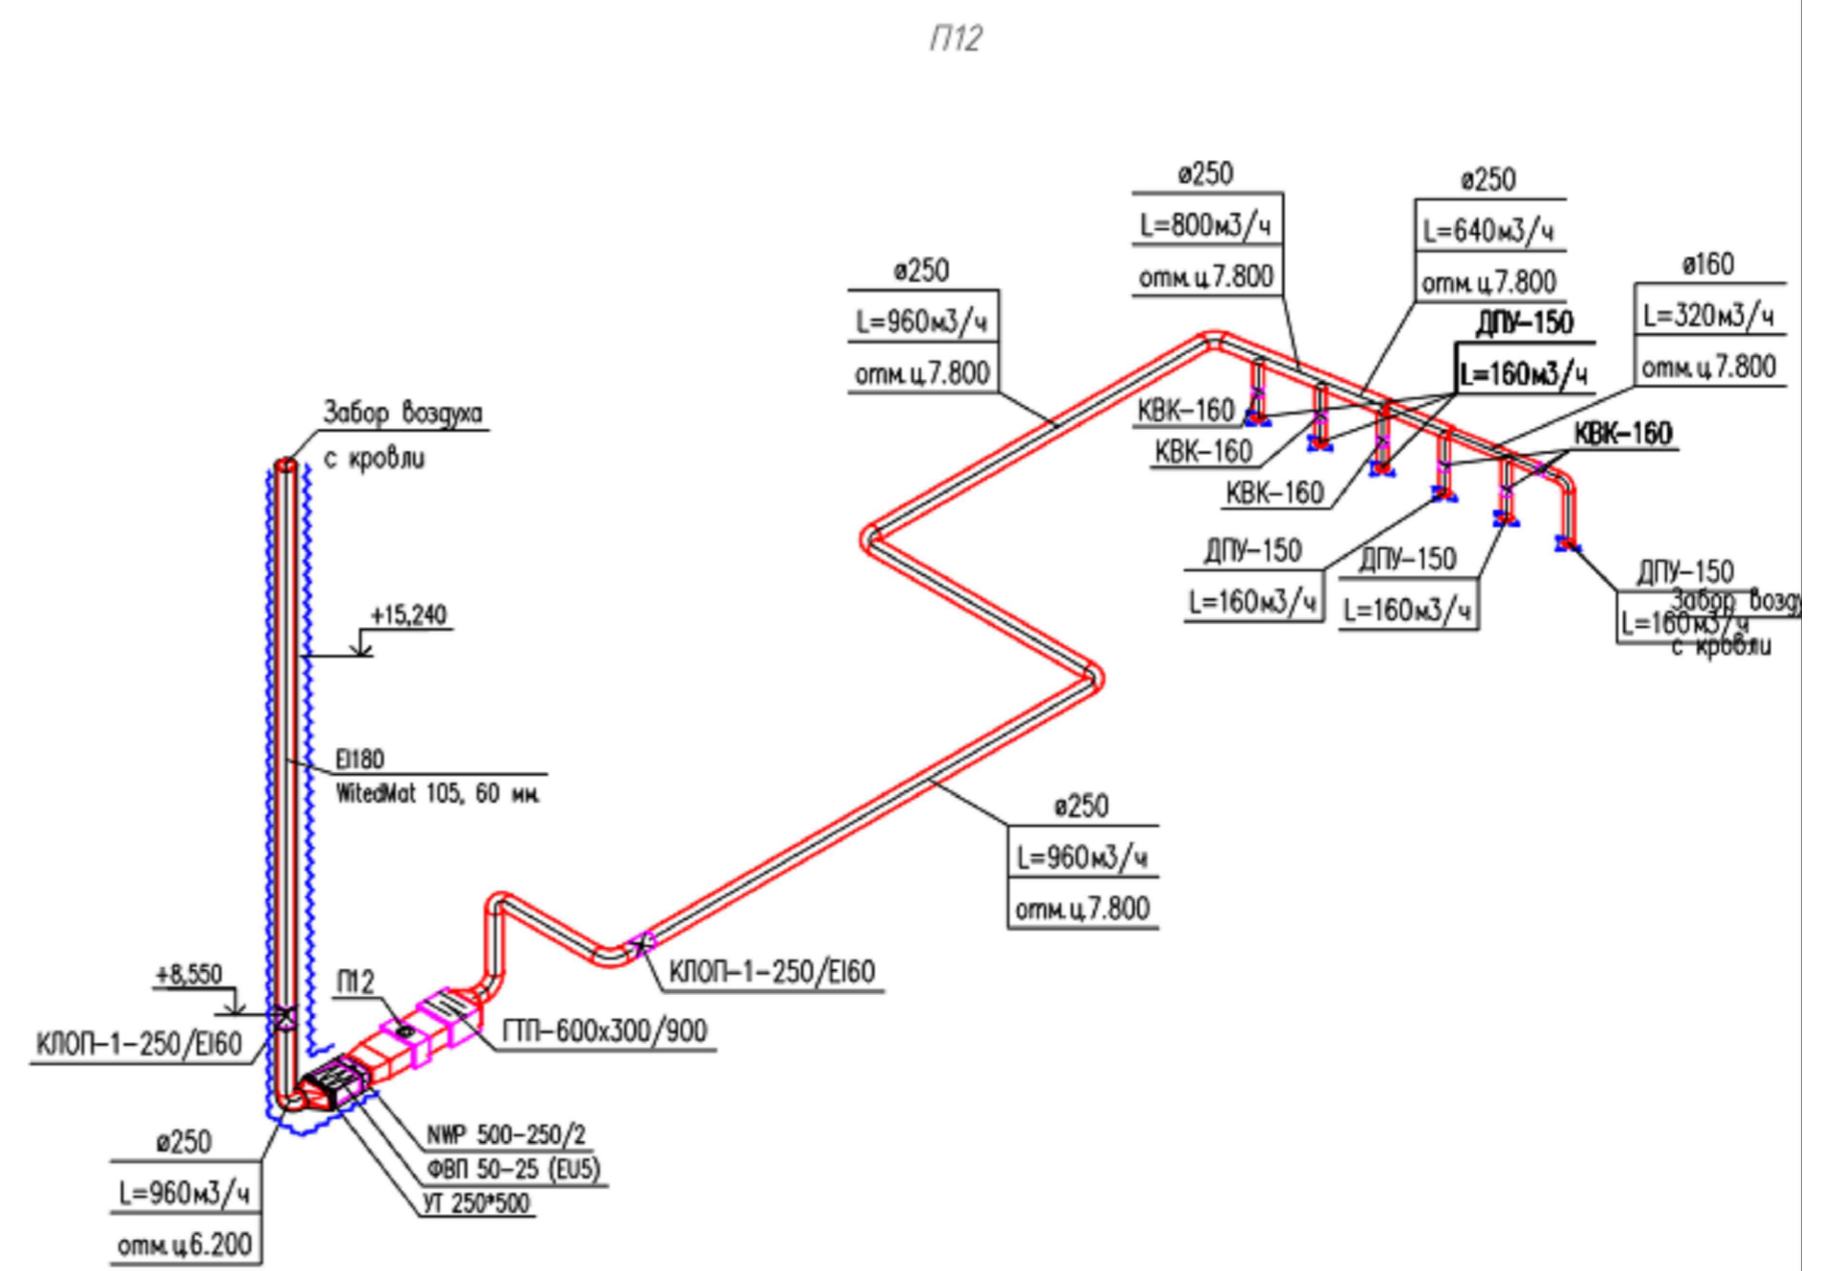 П12
ø250
L=800м3/ч
отм.ц.7.800
ø250
L=640м3/ч
отм.ц.7.800
ø250
L=960м3/ч
отм.ц.7.800
ø160
L=320м3/ч
отм.ц.7.800
ДПУ-150
L=160м3/ч
КВК-160
КВК-160
КВК-160
КВК-160
Забор воздуха
с кровли
ДПУ-150
L=160м3/ч
ДПУ-150
L=160м3/ч
ДПУ-150
L=160м3/ч
Забор возду
с кровли
+15,240
EI180
WitedMat 105, 60 мм.
ø250
L=960м3/ч
отм.ц.7.800
+8,550
П12
КЛОП-1-250/EI60
КЛОП-1-250/EI60
ГТП-600х300/900
NWP 500-250/2
ФВП 50-25 (EU5)
УТ 250*500
ø250
L=960м3/ч
отм.ц.6.200